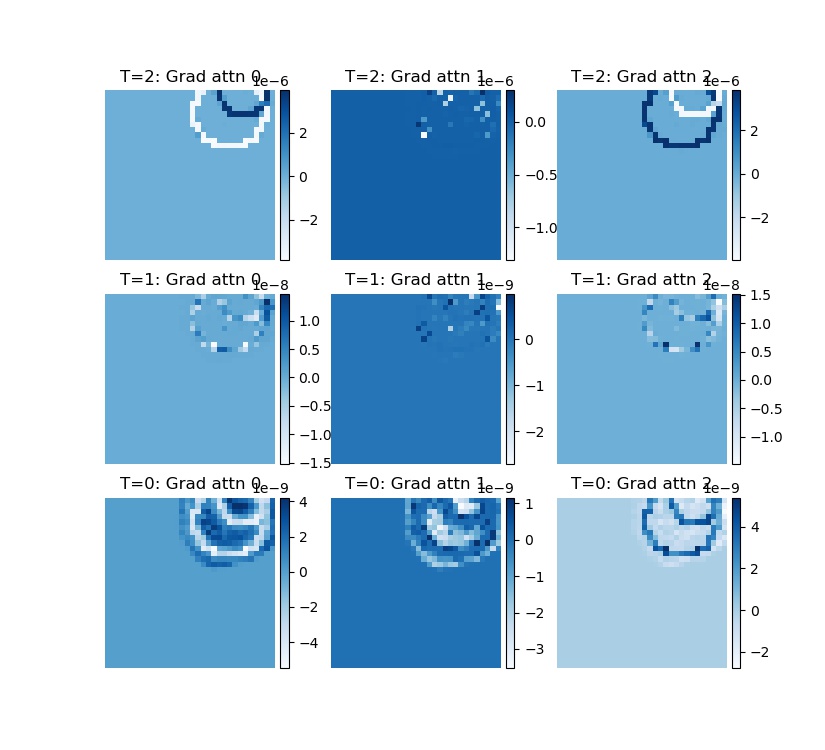 T=2: Grad attn 0
1e−6
2
0
−2
T=2: Grad attn 1
1e−6
0.0
−0.5
−1.0
T=2: Grad attn 2
1e−6
2
0
−2
T=1: Grad attn 0
1e−8
1.0
0.5
0.0
−0.5
−1.0
−1.5
T=1: Grad attn 1
1e−9
0
−1
−2
T=1: Grad attn 2
1e−8
1.5
1.0
0.5
0.0
−0.5
−1.0
T=0: Grad attn 0
1e−9
4
2
0
−2
−4
T=0: Grad attn 1
1e−9
1
0
−1
−2
−3
T=0: Grad attn 2
1e−9
4
2
0
−2